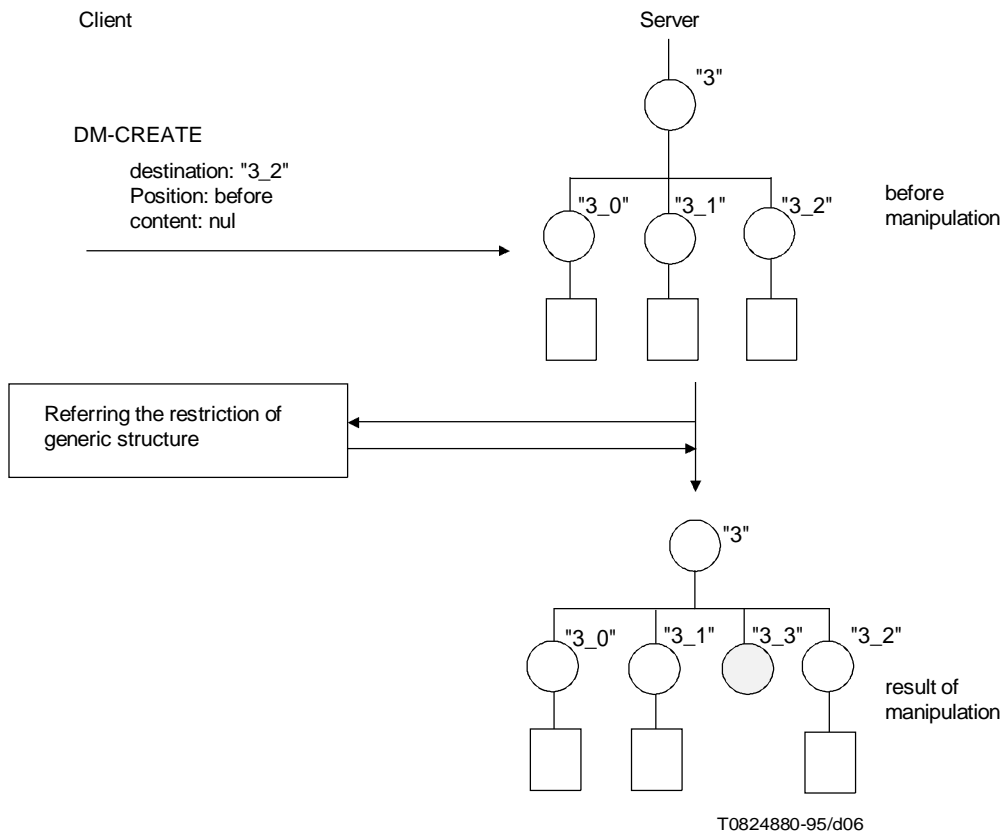 Client
Server
"3"
DM-CREATE
destination: "3_2"
Position: before
content: nul
"3_0"
"3_1"
"3_2"
before
manipulation
Referring the restriction of
generic structure
"3"
"3_0"
"3_1"
"3_3"
"3_2"
result of
manipulation
T0824880-95/d06